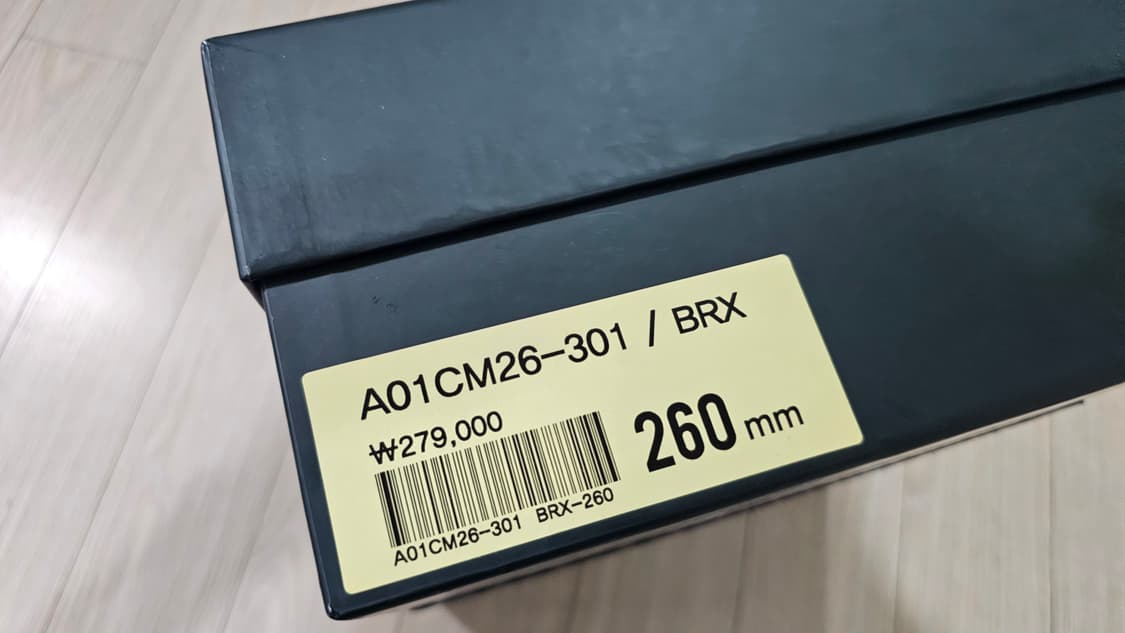 A01CM26-301 / BRX
₩279,000
260 mm
A01CM26-301 BRX-260